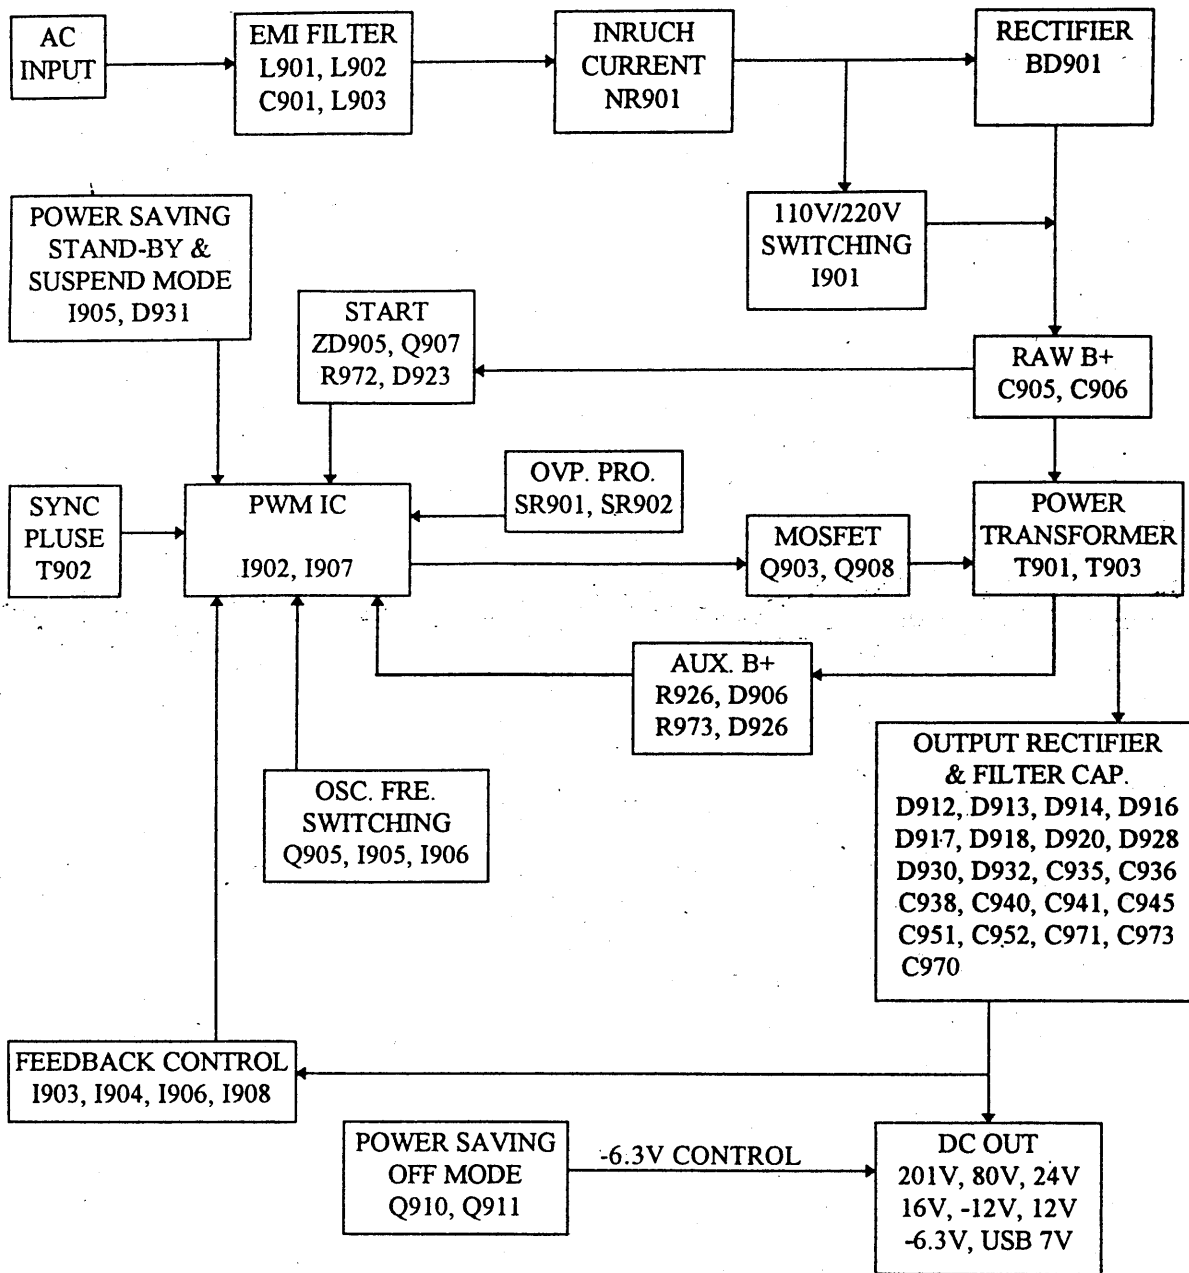 AC
INPUT
EMI FILTER
L901, L902
C901, L903
INRUCH
CURRENT
NR901
RECTIFIER
BD901
POWER SAVING
STAND-BY &
SUSPEND MODE
I905, D931
110V/220V
SWITCHING
I901
START
ZD905, Q907
R972, D923
RAW B+
C905, C906
SYNC
PLUSE
T902
PWM IC
I902, I907
OVP. PRO.
SR901, SR902
MOSFET
Q903, Q908
POWER
TRANSFORMER
T901, T903
AUX. B+
R926, D906
R973, D926
OSC. FRE.
SWITCHING
Q905, I905, I906
OUTPUT RECTIFIER
& FILTER CAP.
D912, D913, D914, D916
D917, D918, D920, D928
D930, D932, C935, C936
C938, C940, C941, C945
C951, C952, C971, C973
C970
FEEDBACK CONTROL
I903, I904, I906, I908
POWER SAVING
OFF MODE
Q910, Q911
-6.3V CONTROL
DC OUT
201V, 80V, 24V
16V, -12V, 12V
-6.3V, USB 7V